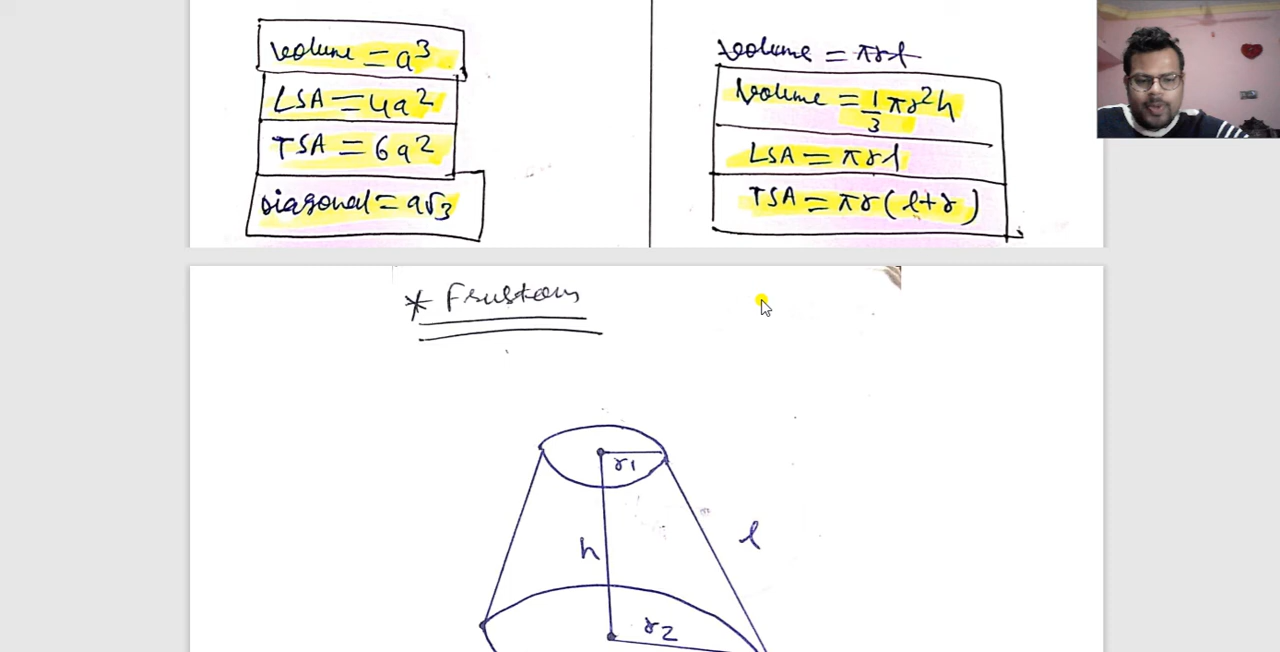 volume = a³
LSA = 4a²
TSA = 6a²
Diagonal = a√3
volume = πrl
Volume = 1/3 πr²h
LSA = πrl
TSA = πr(l+r)
* Frustum
r1
h
l
r2